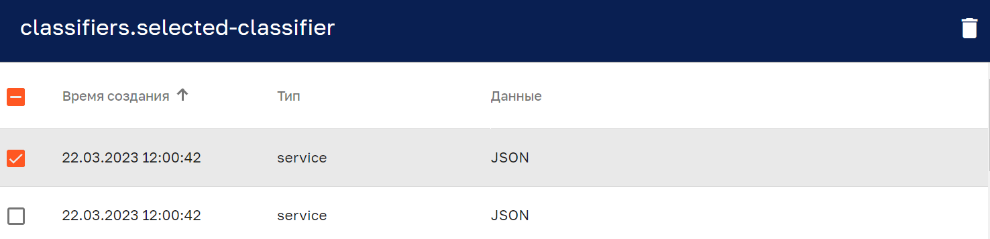 classifiers.selected-classifier
Время создания Тип Данные
22.03.2023 12:00:42 service JSON
22.03.2023 12:00:42 service JSON